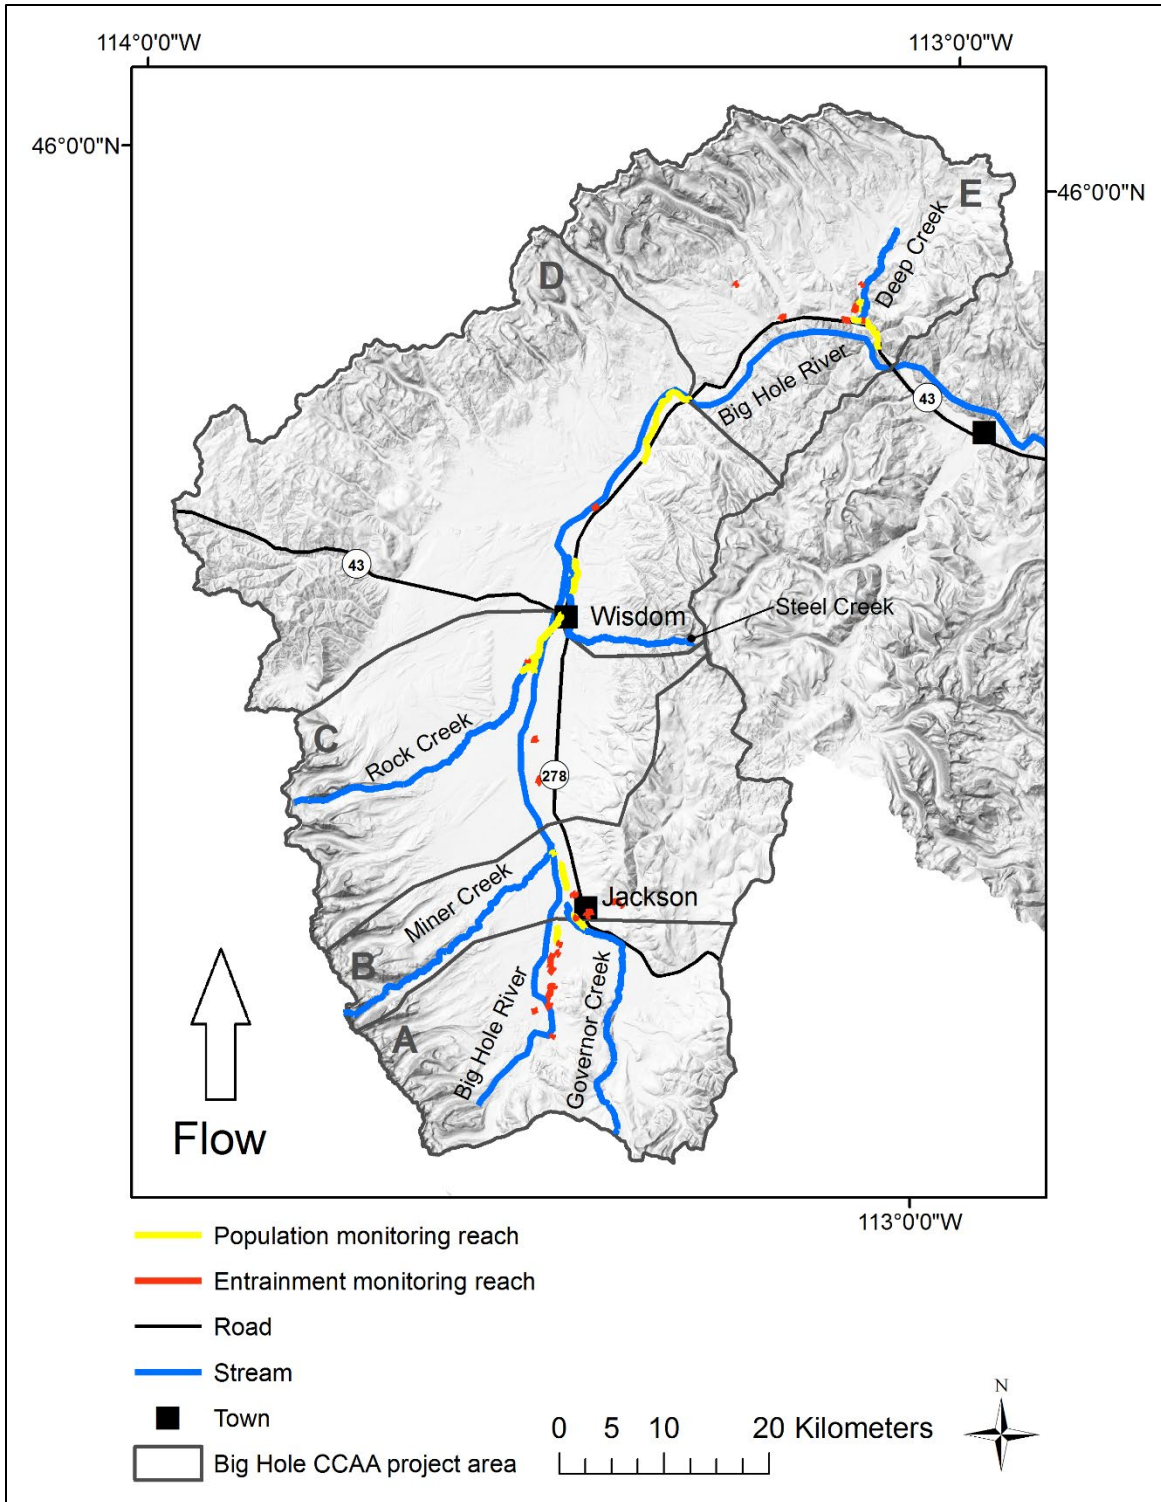 114°0'0"W
113°0'0"W
46°0'0"N
46°0'0"N
E
D
Deep Creek
Big Hole River
43
43
Wisdom
Steel Creek
C
Rock Creek
278
Miner Creek
Jackson
B
A
Big Hole River
Governor Creek
Flow
113°0'0"W
Population monitoring reach
Entrainment monitoring reach
Road
Stream
Town
Big Hole CCAA project area
0 5 10 20 Kilometers
N